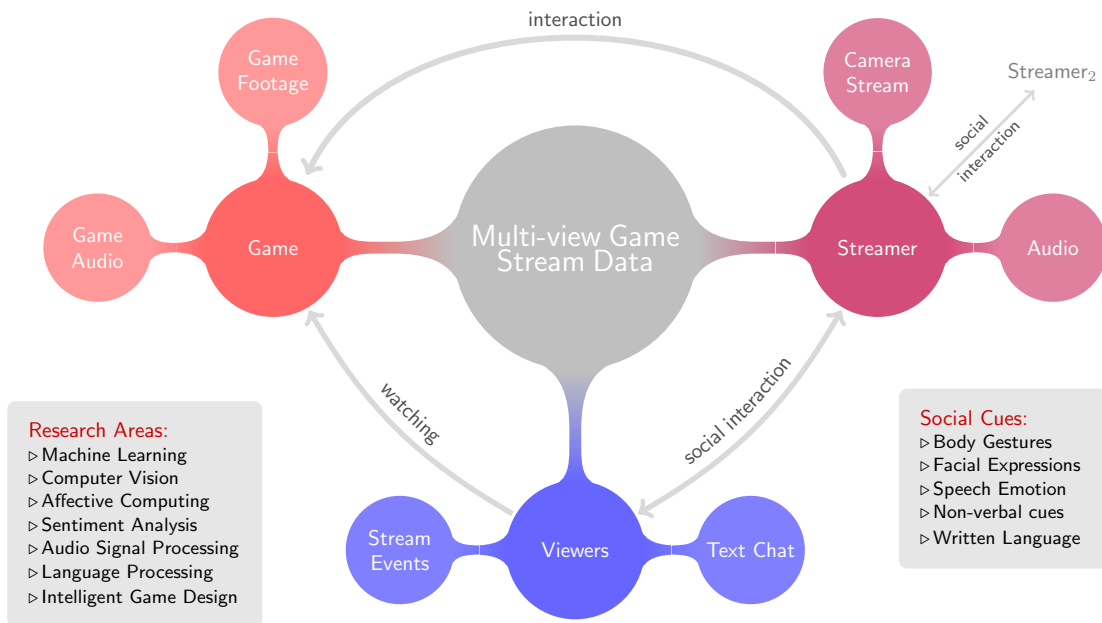 interaction
Game
Footage
Camera
Stream
Streamer₂
social
interaction
Game
Audio
Game
Multi-view Game
Stream Data
Streamer
Audio
watching
social interaction
Research Areas:
▷ Machine Learning
▷ Computer Vision
▷ Affective Computing
▷ Sentiment Analysis
▷ Audio Signal Processing
▷ Language Processing
▷ Intelligent Game Design
Stream
Events
Viewers
Text Chat
Social Cues:
▷ Body Gestures
▷ Facial Expressions
▷ Speech Emotion
▷ Non-verbal cues
▷ Written Language